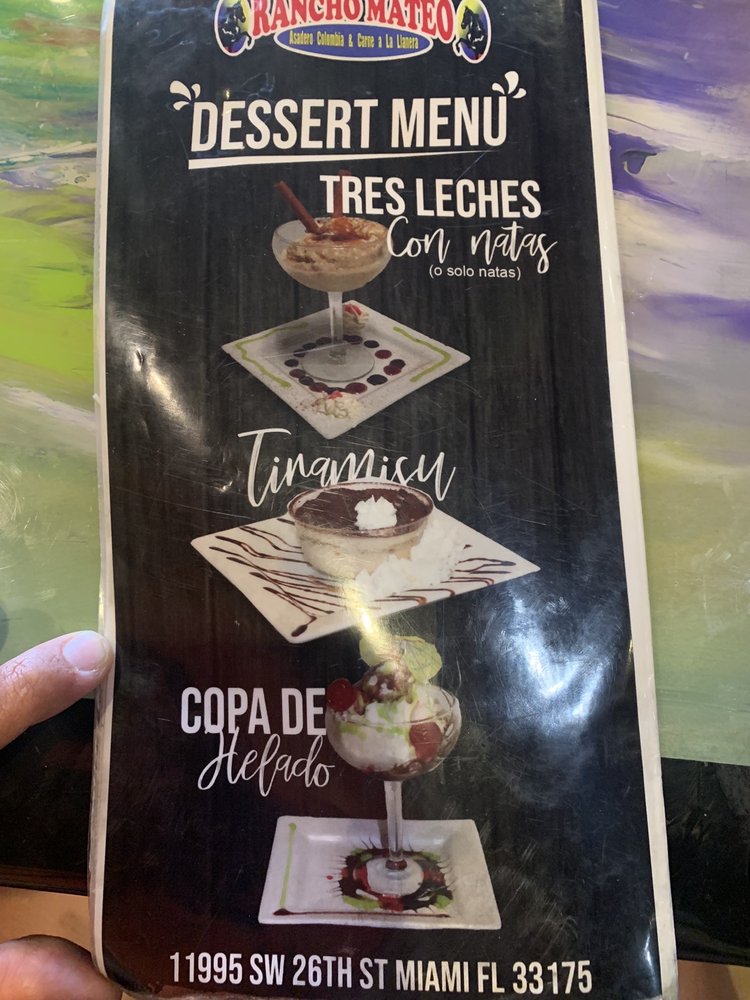 RANCHO MATEO
Asadero Colombia & Carne a La Llanera
DESSERT MENU
TRES LECHES
Con natas
(o solo natas)
Tiramisu
COPA DE
Helado
11995 SW 26TH ST MIAMI FL 33175